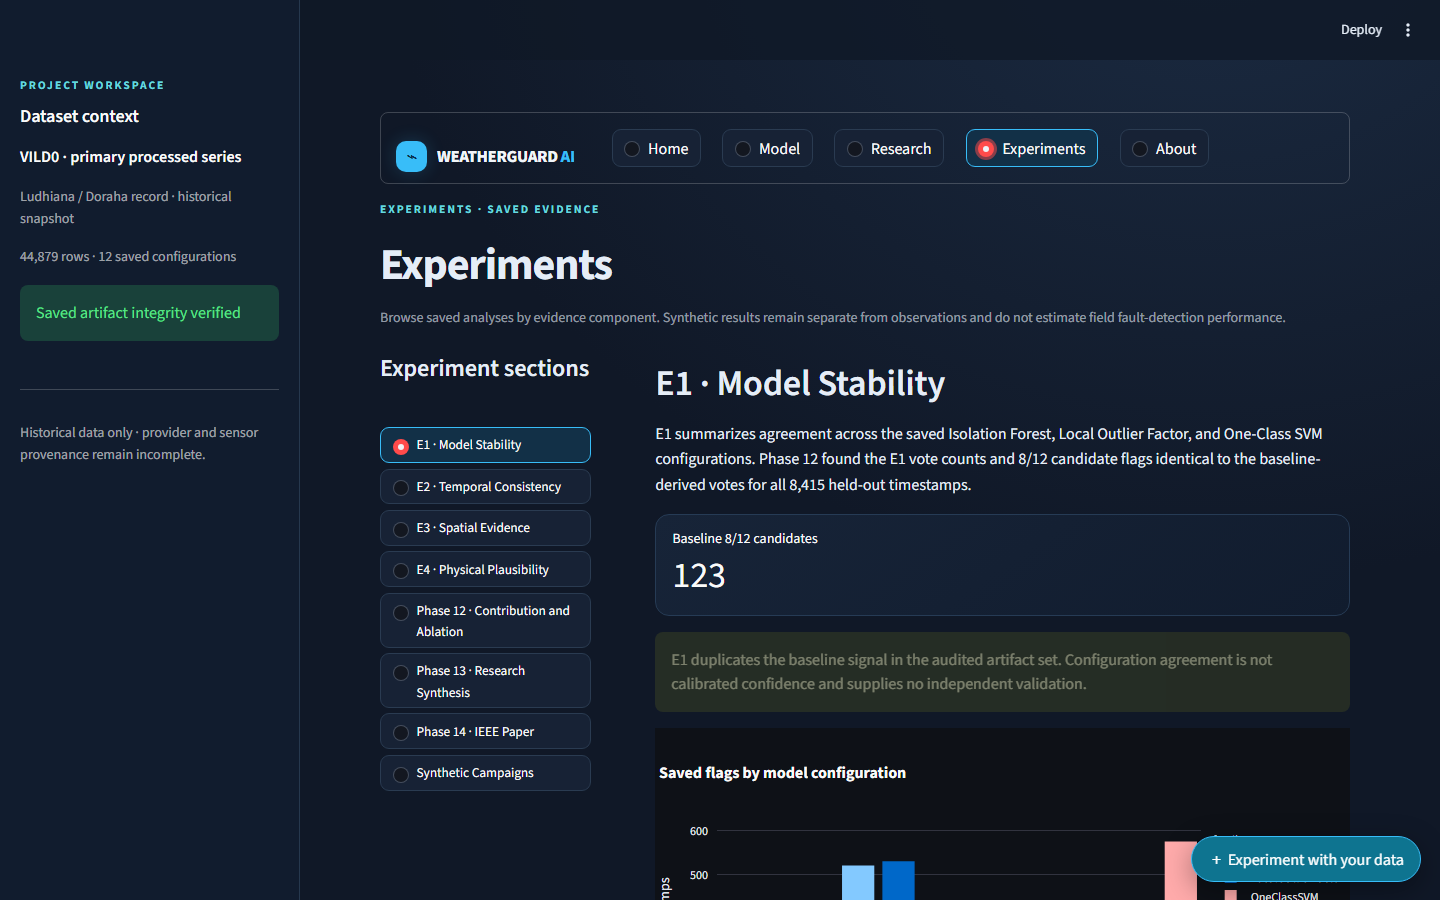 Deploy
PROJECT WORKSPACE
Dataset context
VILD0 · primary processed series
Ludhiana / Doraha record · historical
snapshot
44,879 rows · 12 saved configurations
Saved artifact integrity verified
Historical data only · provider and sensor
provenance remain incomplete.
WEATHERGUARD AI
Home
Model
Research
Experiments
About
EXPERIMENTS · SAVED EVIDENCE
Experiments
Browse saved analyses by evidence component. Synthetic results remain separate from observations and do not estimate field fault-detection performance.
Experiment sections
E1 · Model Stability
E2 · Temporal Consistency
E3 · Spatial Evidence
E4 · Physical Plausibility
Phase 12 · Contribution and
Ablation
Phase 13 · Research
Synthesis
Phase 14 · IEEE Paper
Synthetic Campaigns
E1 · Model Stability
E1 summarizes agreement across the saved Isolation Forest, Local Outlier Factor, and One-Class SVM
configurations. Phase 12 found the E1 vote counts and 8/12 candidate flags identical to the baseline-
derived votes for all 8,415 held-out timestamps.
Baseline 8/12 candidates
123
E1 duplicates the baseline signal in the audited artifact set. Configuration agreement is not
calibrated confidence and supplies no independent validation.
Saved flags by model configuration
600
500
+ Experiment with your data
OneClassSVM